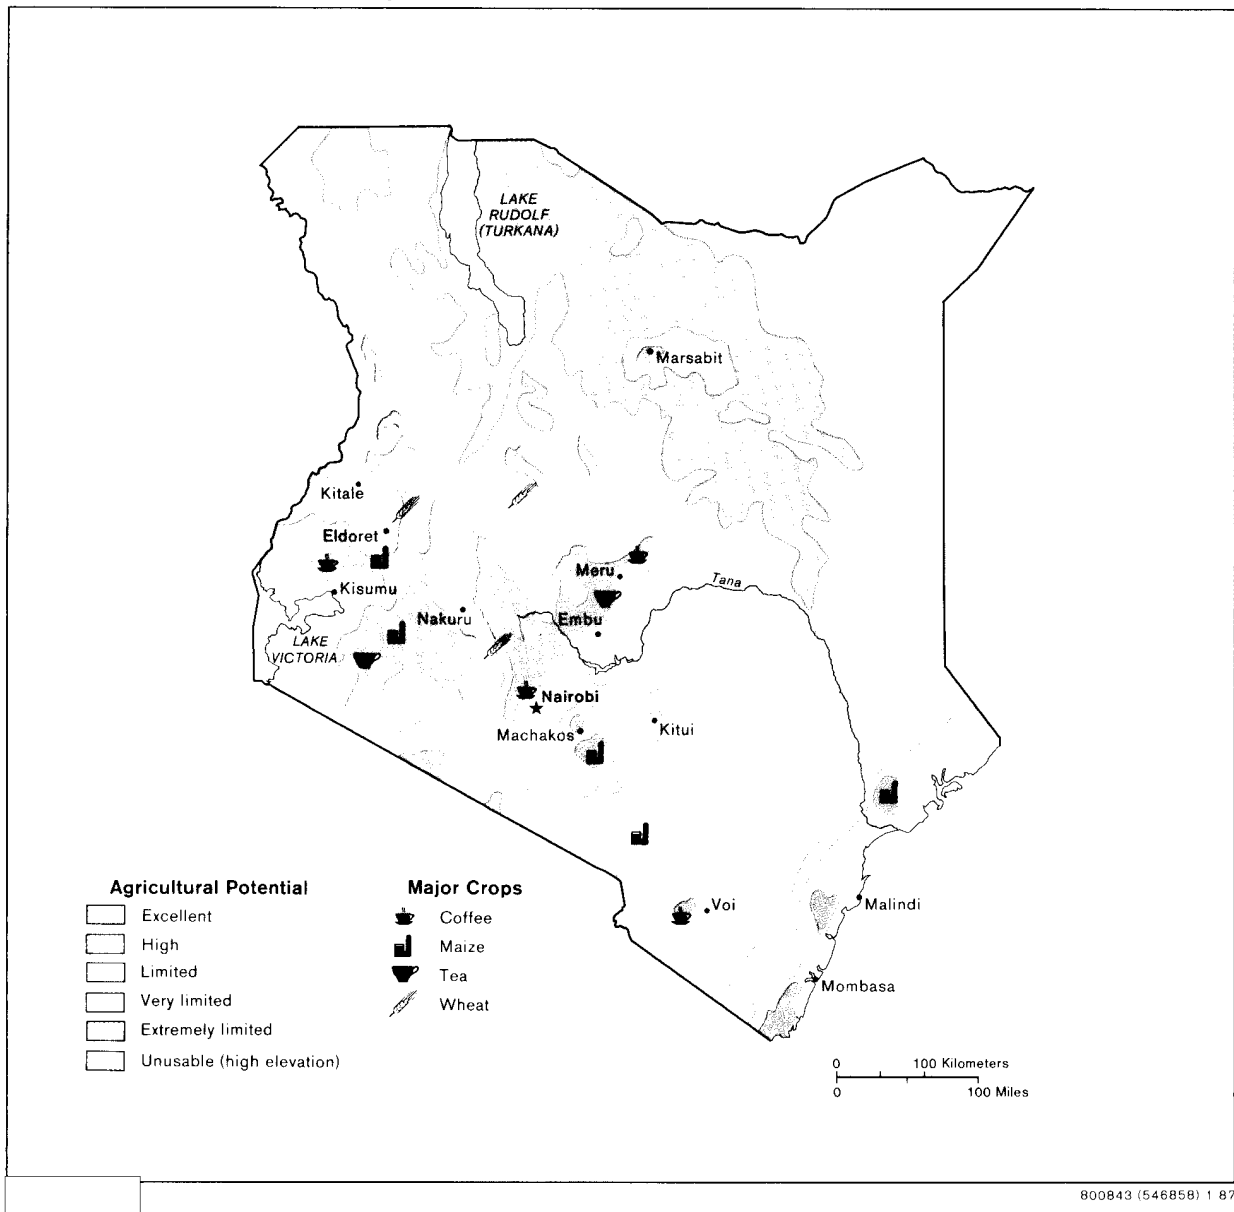 LAKE
RUDOLF
(TURKANA)
Marsabit
Kitale
Eldoret
Kisumu
Meru
Tana
Nakuru
Embu
LAKE
VICTORIA
Nairobi
Machakos
Kitui
Voi
Malindi
Mombasa
Agricultural Potential
Excellent
High
Limited
Very limited
Extremely limited
Unusable (high elevation)
Major Crops
Coffee
Maize
Tea
Wheat
0 100 Kilometers
0 100 Miles
800843 (546858) 1 87